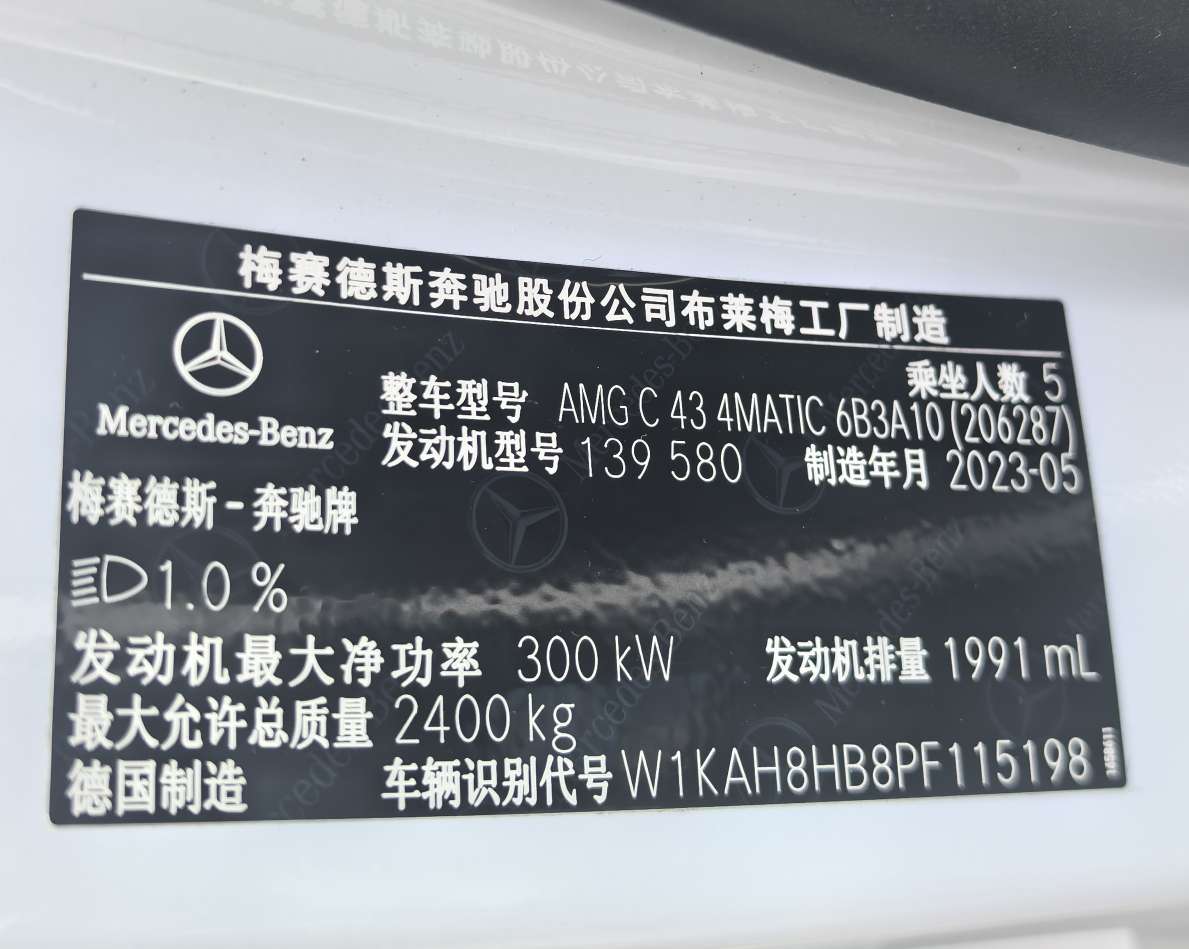 梅赛德斯奔驰股份公司布莱梅工厂制造
乘坐人数 5
Mercedes-Benz
整车型号 AMG C 43 4MATIC 6B3A10 (206287)
发动机型号 139 580 制造年月 2023-05
梅赛德斯-奔驰牌
1.0 %
发动机最大净功率 300 kW 发动机排量 1991 mL
最大允许总质量 2400 kg
德国制造 车辆识别代号 W1KAH8HB8PF115198